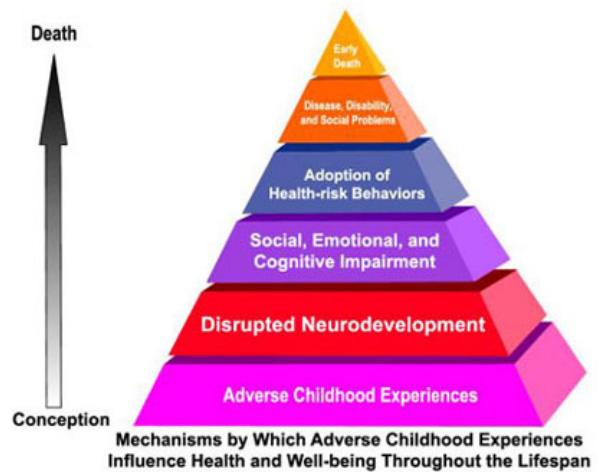 Death
Early
Death
Disease, Disability,
and Social Problems
Adoption of
Health-risk Behaviors
Social, Emotional, and
Cognitive Impairment
Disrupted Neurodevelopment
Adverse Childhood Experiences
Conception
Mechanisms by Which Adverse Childhood Experiences
Influence Health and Well-being Throughout the Lifespan